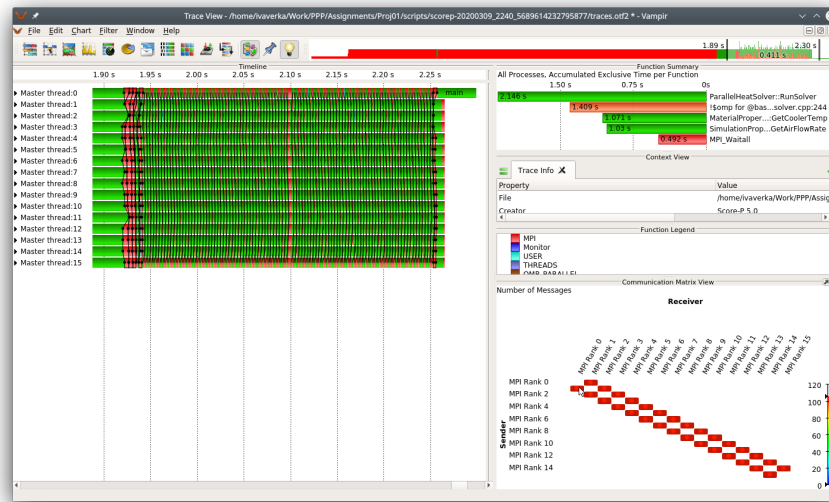 Trace View - /home/ivaverka/Work/PPP/Assignments/Proj01/scripts/scorep-20200309_2240_5689614232795877/traces.otf2 * - Vampir
File Edit Chart Filter Window Help
1.89 s 2.30 s
0.411 s
Timeline
1.90 s 1.95 s 2.00 s 2.05 s 2.10 s 2.15 s 2.20 s 2.25 s
Master thread:0 main
Master thread:1
Master thread:2
Master thread:3
Master thread:4
Master thread:5
Master thread:6
Master thread:7
Master thread:8
Master thread:9
Master thread:10
Master thread:11
Master thread:12
Master thread:13
Master thread:14
Master thread:15
Function Summary
All Processes, Accumulated Exclusive Time per Function
1.50 s 0.75 s 0s
2.146 s ParallelHeatSolver::RunSolver
1.409 s !$omp for @bas...solver.cpp:244
1.071 s MaterialProper...:GetCoolerTemp
1.03 s SimulationProp...:GetAirFlowRate
0.492 s MPI_Waitall
Context View
Trace Info
Property Value
File /home/ivaverka/Work/PPP/Assig
Creator Score-P 5.0
Function Legend
MPI
Monitor
USER
THREADS
OMP-PARALLEL
Communication Matrix View
Number of Messages
Receiver
MPI Rank 0
MPI Rank 1
MPI Rank 2
MPI Rank 3
MPI Rank 4
MPI Rank 5
MPI Rank 6
MPI Rank 7
MPI Rank 8
MPI Rank 9
MPI Rank 10
MPI Rank 11
MPI Rank 12
MPI Rank 13
MPI Rank 14
MPI Rank 15
Sender
MPI Rank 0
MPI Rank 2
MPI Rank 4
MPI Rank 6
MPI Rank 8
MPI Rank 10
MPI Rank 12
MPI Rank 14
120
100
80
60
40
20
0